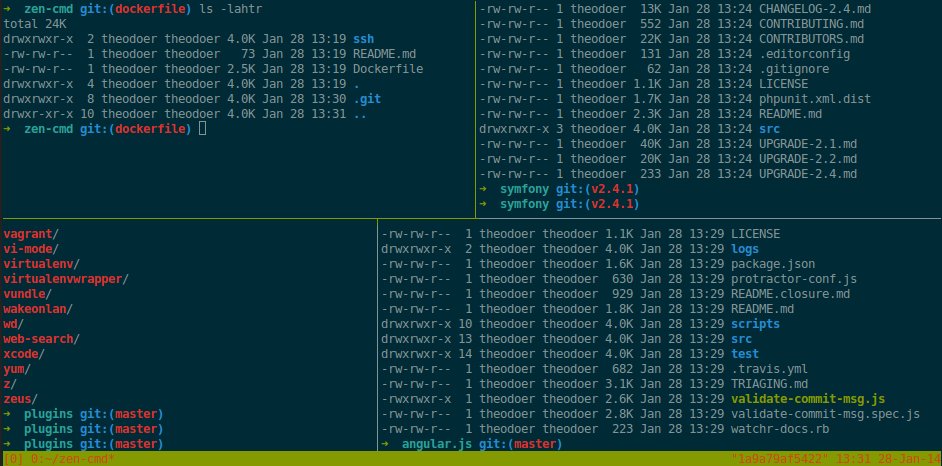 ➜  zen-cmd git:(dockerfile) ls -lahtr
total 24K
drwxrwxr-x  2 theodoer theodoer 4.0K Jan 28 13:19 ssh
-rw-rw-r--  1 theodoer theodoer   73 Jan 28 13:19 README.md
-rw-rw-r--  1 theodoer theodoer 2.5K Jan 28 13:19 Dockerfile
drwxrwxr-x  4 theodoer theodoer 4.0K Jan 28 13:19 .
drwxrwxr-x  8 theodoer theodoer 4.0K Jan 28 13:30 .git
drwxr-xr-x 10 theodoer theodoer 4.0K Jan 28 13:31 ..
➜  zen-cmd git:(dockerfile)
-rw-rw-r-- 1 theodoer  13K Jan 28 13:24 CHANGELOG-2.4.md
-rw-rw-r-- 1 theodoer  552 Jan 28 13:24 CONTRIBUTING.md
-rw-rw-r-- 1 theodoer  22K Jan 28 13:24 CONTRIBUTORS.md
-rw-rw-r-- 1 theodoer  131 Jan 28 13:24 .editorconfig
-rw-rw-r-- 1 theodoer   62 Jan 28 13:24 .gitignore
-rw-rw-r-- 1 theodoer 1.1K Jan 28 13:24 LICENSE
-rw-rw-r-- 1 theodoer 1.7K Jan 28 13:24 phpunit.xml.dist
-rw-rw-r-- 1 theodoer 2.3K Jan 28 13:24 README.md
drwxrwxr-x 3 theodoer 4.0K Jan 28 13:24 src
-rw-rw-r-- 1 theodoer  40K Jan 28 13:24 UPGRADE-2.1.md
-rw-rw-r-- 1 theodoer  20K Jan 28 13:24 UPGRADE-2.2.md
-rw-rw-r-- 1 theodoer  233 Jan 28 13:24 UPGRADE-2.4.md
➜  symfony git:(v2.4.1)
➜  symfony git:(v2.4.1)
vagrant/
vi-mode/
virtualenv/
virtualenvwrapper/
vundle/
wakeonlan/
wd/
web-search/
xcode/
yum/
z/
zeus/
➜  plugins git:(master)
➜  plugins git:(master)
➜  plugins git:(master)
-rw-rw-r--  1 theodoer theodoer 1.1K Jan 28 13:29 LICENSE
drwxrwxr-x  2 theodoer theodoer 4.0K Jan 28 13:29 logs
-rw-rw-r--  1 theodoer theodoer 1.6K Jan 28 13:29 package.json
-rw-rw-r--  1 theodoer theodoer  630 Jan 28 13:29 protractor-conf.js
-rw-rw-r--  1 theodoer theodoer  929 Jan 28 13:29 README.closure.md
-rw-rw-r--  1 theodoer theodoer 1.8K Jan 28 13:29 README.md
drwxrwxr-x 10 theodoer theodoer 4.0K Jan 28 13:29 scripts
drwxrwxr-x 13 theodoer theodoer 4.0K Jan 28 13:29 src
drwxrwxr-x 14 theodoer theodoer 4.0K Jan 28 13:29 test
-rw-rw-r--  1 theodoer theodoer  682 Jan 28 13:29 .travis.yml
-rw-rw-r--  1 theodoer theodoer 3.1K Jan 28 13:29 TRIAGING.md
-rwxrwxr-x  1 theodoer theodoer 2.6K Jan 28 13:29 validate-commit-msg.js
-rw-rw-r--  1 theodoer theodoer 2.8K Jan 28 13:29 validate-commit-msg.spec.js
-rw-rw-r--  1 theodoer theodoer  223 Jan 28 13:29 watchr-docs.rb
➜  angular.js git:(master)
[0] 0:~/zen-cmd* "1a9a79af5422" 13:31 28-Jan-14